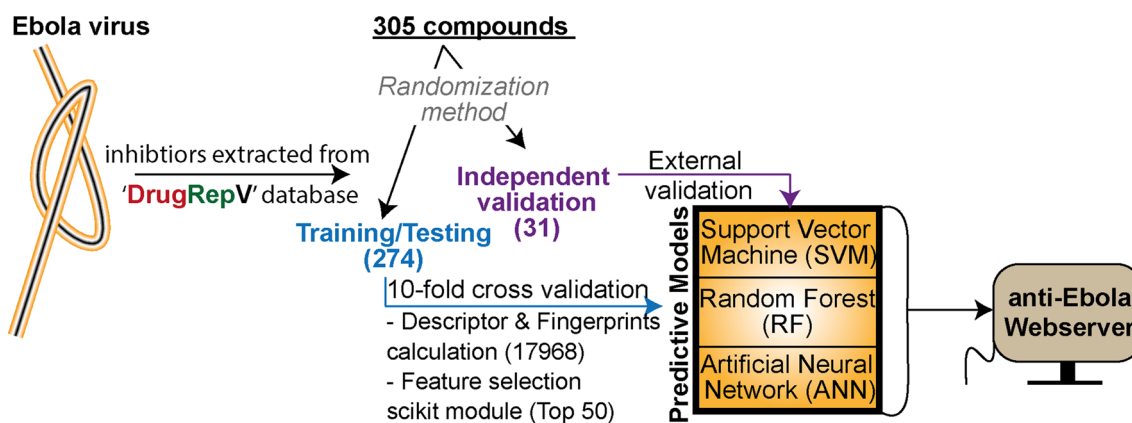 Ebola virus
305 compounds
Randomization
method
inhibtiors extracted from
'DrugRepV' database
Independent
validation
(31)
External
validation
Training/Testing
(274)
10-fold cross validation
- Descriptor & Fingerprints
calculation (17968)
- Feature selection
scikit module (Top 50)
Predictive Models
Support Vector
Machine (SVM)
Random Forest
(RF)
Artificial Neural
Network (ANN)
anti-Ebola
Webserver